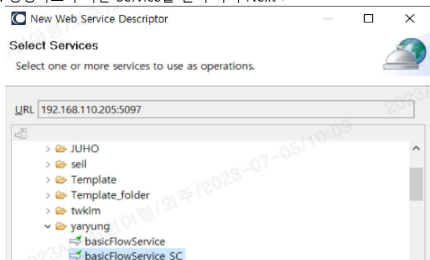 New Web Service Descriptor
Select Services
Select one or more services to use as operations.
URL 192.168.110.205:5097
JUHO
seil
Template
Template_folder
twkim
yaryung
basicFlowService
basicFlowService_SC